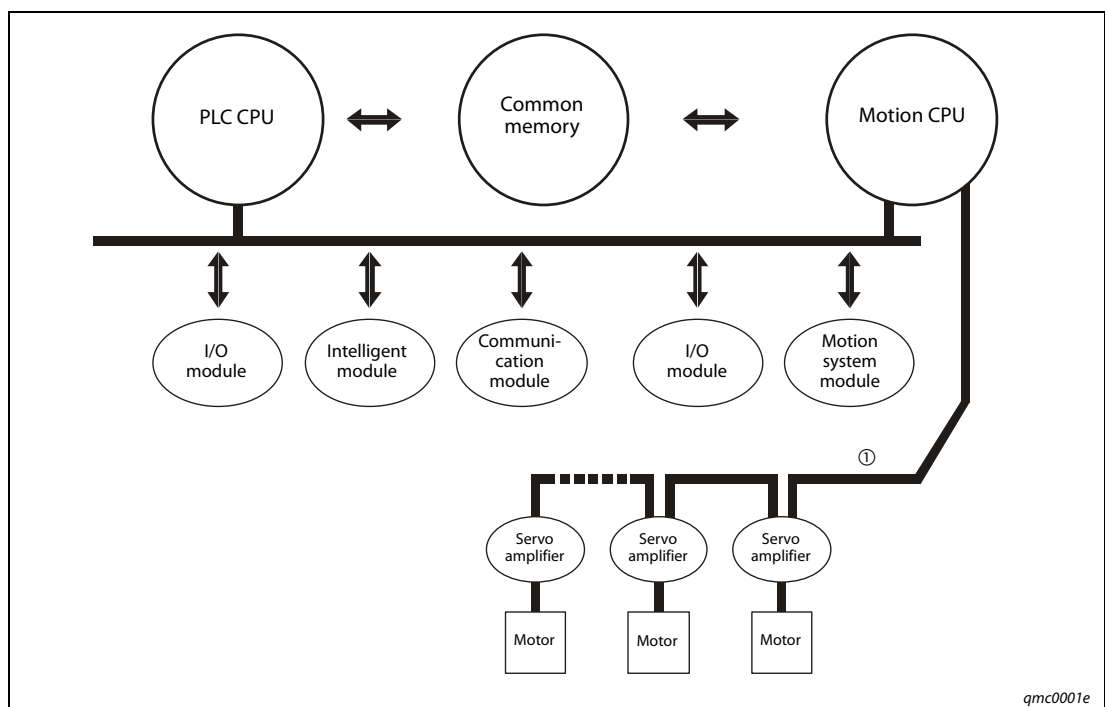 PLC CPU
Common
memory
Motion CPU
I/O
module
Intelligent
module
Communi-
cation
module
I/O
module
Motion
system
module
①
Servo
amplifier
Servo
amplifier
Servo
amplifier
Motor
Motor
Motor
qmc0001e